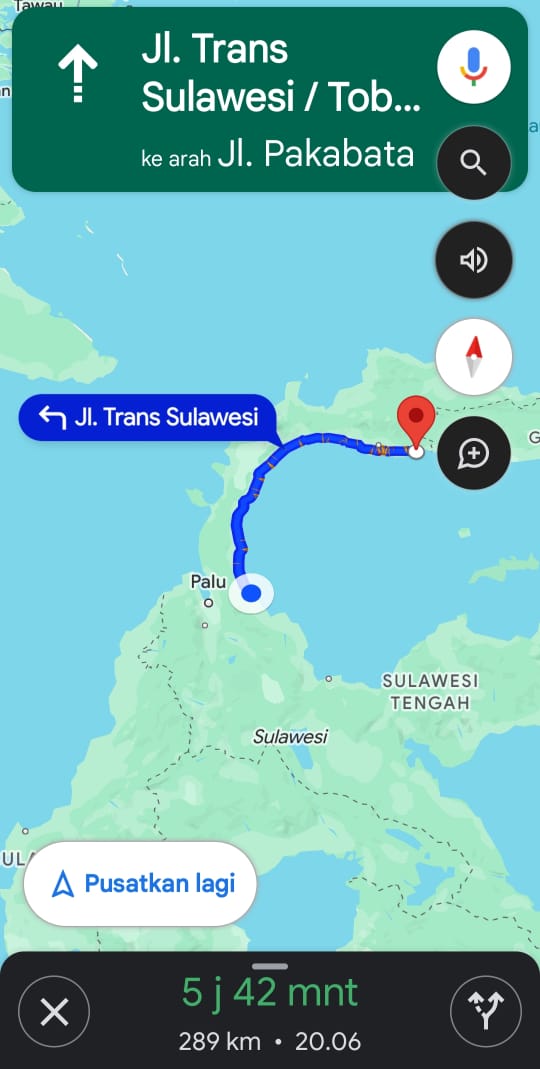 Tawau
Jl. Trans
Sulawesi / Tob...
ke arah Jl. Pakabata
Jl. Trans Sulawesi
G
Palu
SULAWESI
TENGAH
Sulawesi
UL
Pusatkan lagi
5 j 42 mnt
289 km • 20.06